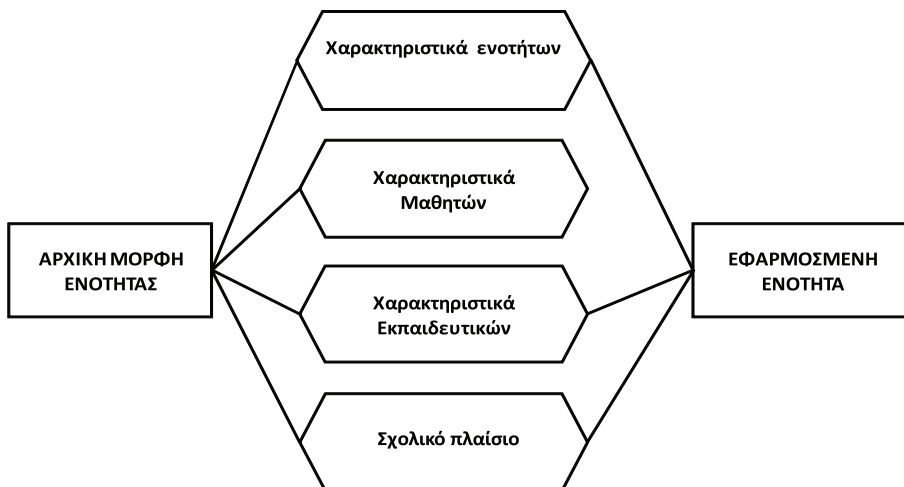 Χαρακτηριστικά ενοτήτων
Χαρακτηριστικά
Μαθητών
ΑΡΧΙΚΗ ΜΟΡΦΗ
ΕΝΟΤΗΤΑΣ
ΕΦΑΡΜΟΣΜΕΝΗ
ΕΝΟΤΗΤΑ
Χαρακτηριστικά
Εκπαιδευτικών
Σχολικό πλαίσιο